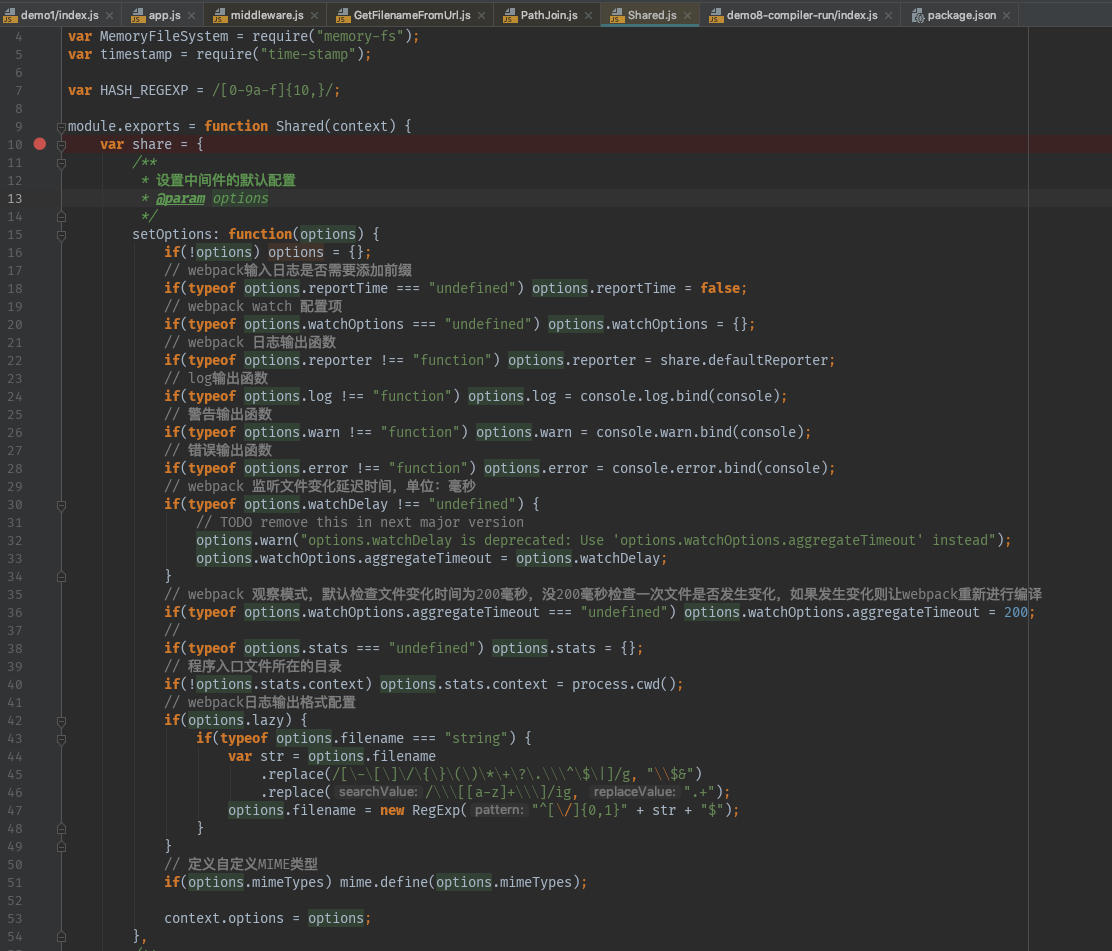 demo1/index.js × app.js × middleware.js × GetFilenameFromUrl.js × PathJoin.js × Shared.js × demo8-compiler-run/index.js × package.json ×
4 var MemoryFileSystem = require("memory-fs");
5 var timestamp = require("time-stamp");
6
7 var HASH_REGEXP = /[0-9a-f]{10,}/;
8
9 module.exports = function Shared(context) {
10 var share = {
11 /**
12 * 设置中间件的默认配置
13 * @param options
14 */
15 setOptions: function(options) {
16 if(!options) options = {};
17 // webpack输入日志是否需要添加前缀
18 if(typeof options.reportTime === "undefined") options.reportTime = false;
19 // webpack watch 配置项
20 if(typeof options.watchOptions === "undefined") options.watchOptions = {};
21 // webpack 日志输出函数
22 if(typeof options.reporter !== "function") options.reporter = share.defaultReporter;
23 // log输出函数
24 if(typeof options.log !== "function") options.log = console.log.bind(console);
25 // 警告输出函数
26 if(typeof options.warn !== "function") options.warn = console.warn.bind(console);
27 // 错误输出函数
28 if(typeof options.error !== "function") options.error = console.error.bind(console);
29 // webpack 监听文件变化延迟时间，单位：毫秒
30 if(typeof options.watchDelay !== "undefined") {
31 // TODO remove this in next major version
32 options.warn("options.watchDelay is deprecated: Use 'options.watchOptions.aggregateTimeout' instead");
33 options.watchOptions.aggregateTimeout = options.watchDelay;
34 }
35 // webpack 观察模式，默认检查文件变化时间为200毫秒，没200毫秒检查一次文件是否发生变化，如果发生变化则让webpack重新进行编译
36 if(typeof options.watchOptions.aggregateTimeout === "undefined") options.watchOptions.aggregateTimeout = 200;
37 //
38 if(typeof options.stats === "undefined") options.stats = {};
39 // 程序入口文件所在的目录
40 if(!options.stats.context) options.stats.context = process.cwd();
41 // webpack日志输出格式配置
42 if(options.lazy) {
43 if(typeof options.filename === "string") {
44 var str = options.filename
45 .replace(/[\-\[\]\/\{\}\(\)\*\+\?\.\\\^\$\|]/g, "\\$&")
46 .replace( searchValue: /\\\[[a-z]+\\\]/ig, replaceValue: ".+");
47 options.filename = new RegExp( pattern: "^[\/]{0,1}" + str + "$");
48 }
49 }
50 // 定义自定义MIME类型
51 if(options.mimeTypes) mime.define(options.mimeTypes);
52
53 context.options = options;
54 },